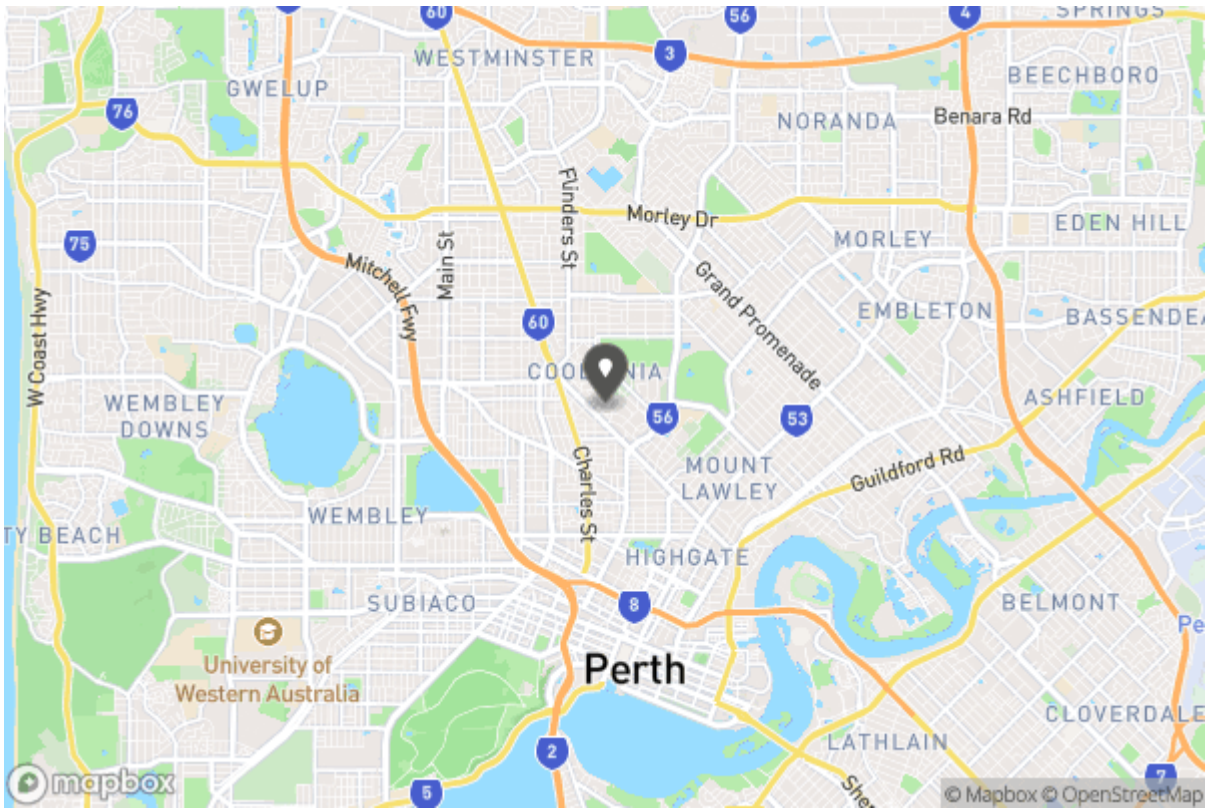 60
56
4
SPRINGS
WESTMINSTER
3
BEECHBORO
GWELUP
76
NORANDA
Benara Rd
Flinders St
Morley Dr
75
Main St
MORLEY
EDEN HILL
Mitchell Fwy
Grand Promenade
W Coast Hwy
60
EMBLETON
BASSENDEA
COOL
NIA
WEMBLEY
DOWNS
56
53
ASHFIELD
Charles St
MOUNT
LAWLEY
Guildford Rd
WEMBLEY
TY BEACH
HIGHGATE
SUBIACO
8
BELMONT
Pe
University of
Western Australia
Perth
CLOVERDALE
2
LATHLAIN
5
She
7
mapbox
© Mapbox © OpenStreetMap